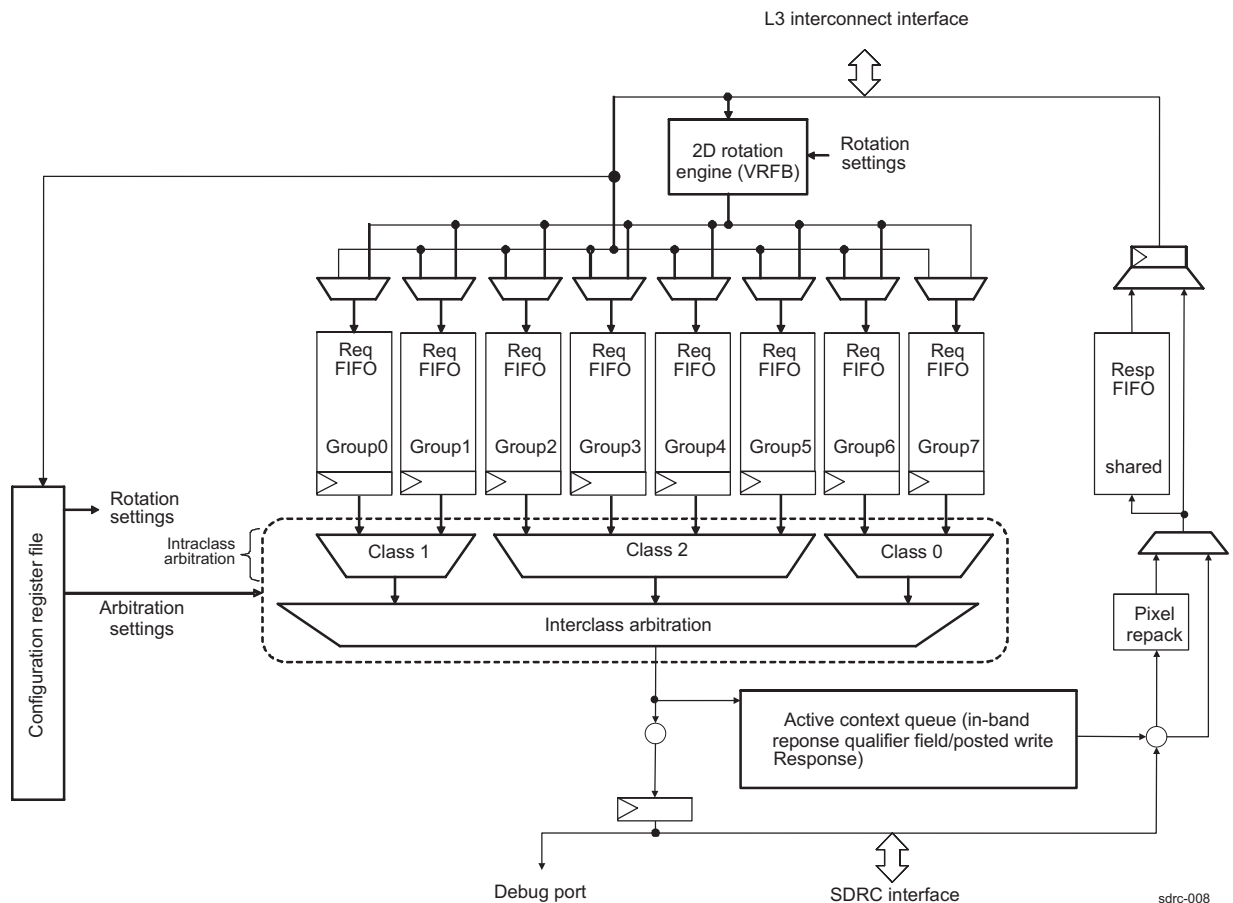 L3 interconnect interface
2D rotation
engine (VRFB)
Rotation
settings
Req
FIFO
Group0
Req
FIFO
Group1
Req
FIFO
Group2
Req
FIFO
Group3
Req
FIFO
Group4
Req
FIFO
Group5
Req
FIFO
Group6
Req
FIFO
Group7
Resp
FIFO
shared
Configuration register file
Rotation
settings
Intraclass
arbitration
Arbitration
settings
Class 1
Class 2
Class 0
Interclass arbitration
Pixel
repack
Active context queue (in-band
reponse qualifier field/posted write
Response)
Debug port
SDRC interface
sdrc-008